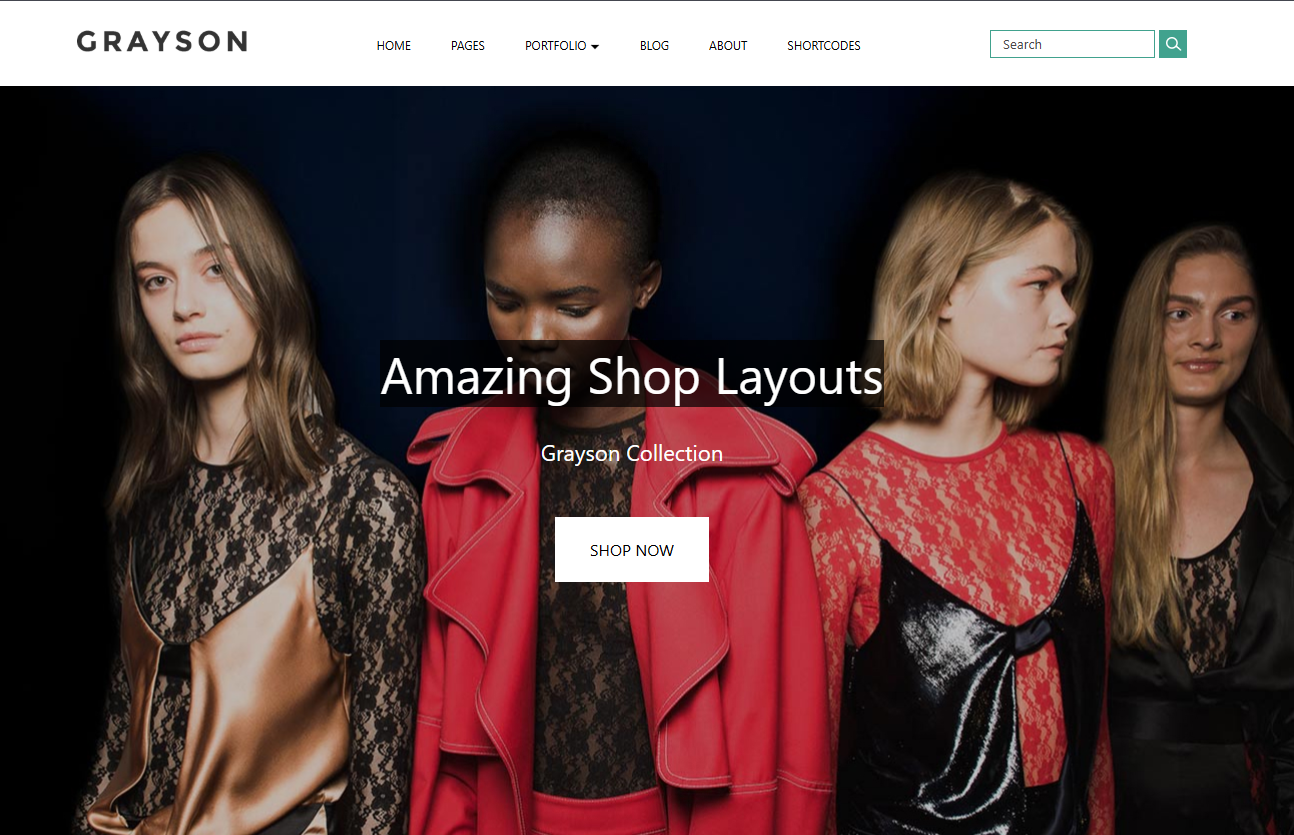 GRAYSON
HOME PAGES PORTFOLIO BLOG ABOUT SHORTCODES
Search
Amazing Shop Layouts
Grayson Collection
SHOP NOW